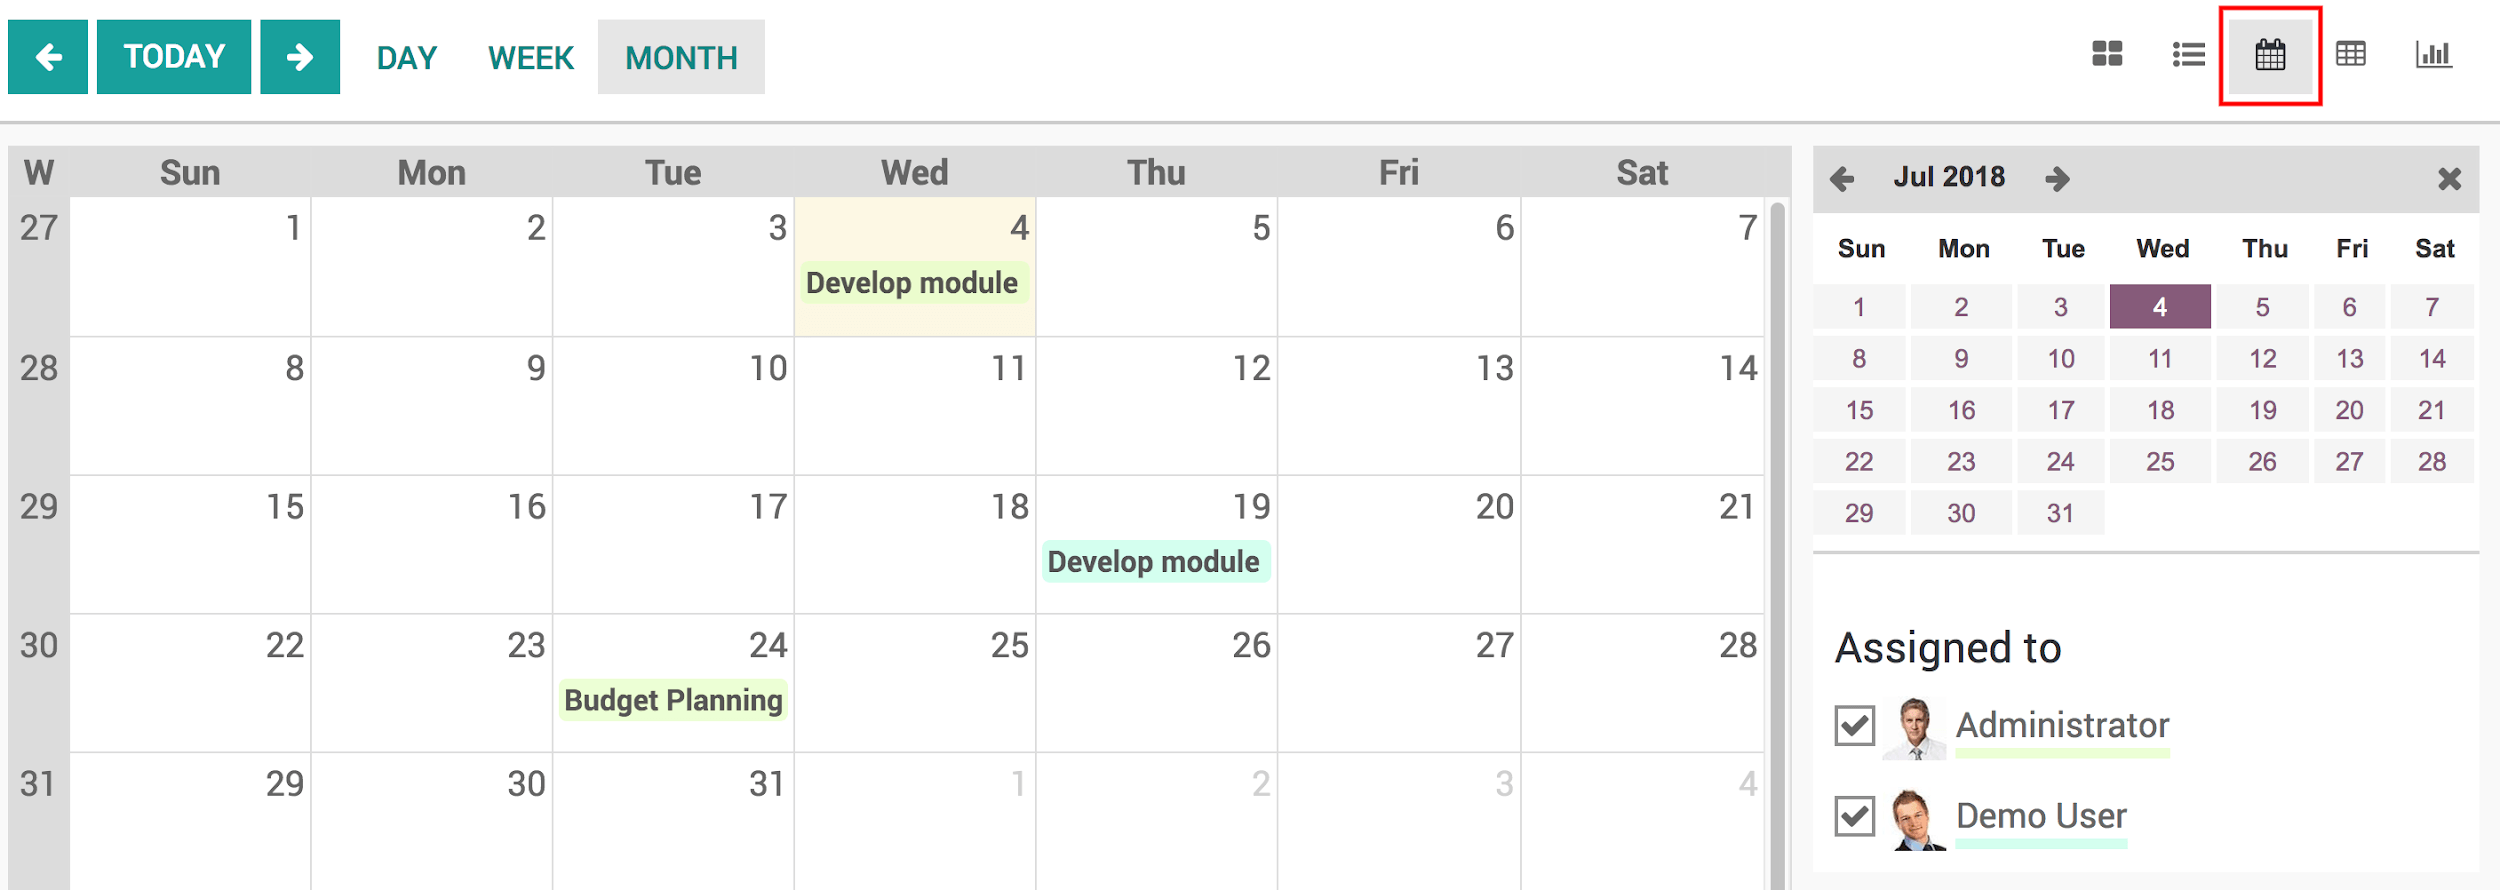 TODAY DAY WEEK MONTH
W Sun Mon Tue Wed Thu Fri Sat
27 1 2 3 4 5 6 7
Develop module
28 8 9 10 11 12 13 14
29 15 16 17 18 19 20 21
Develop module
30 22 23 24 25 26 27 28
Budget Planning
31 29 30 31 1 2 3 4
Jul 2018
Sun Mon Tue Wed Thu Fri Sat
1 2 3 4 5 6 7
8 9 10 11 12 13 14
15 16 17 18 19 20 21
22 23 24 25 26 27 28
29 30 31
Assigned to
Administrator
Demo User